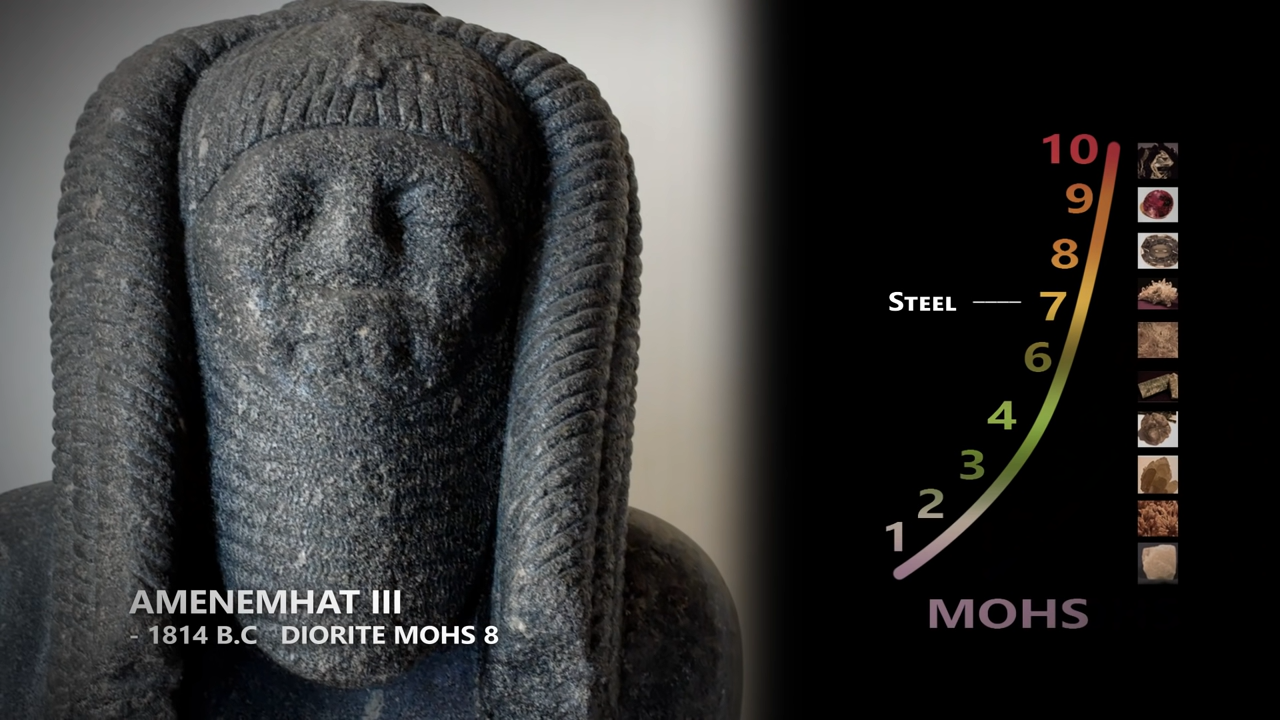 AMENEMHAT III
- 1814 B.C DIORITE MOHS 8
10
9
8
STEEL 7
6
4
3
2
1
MOHS